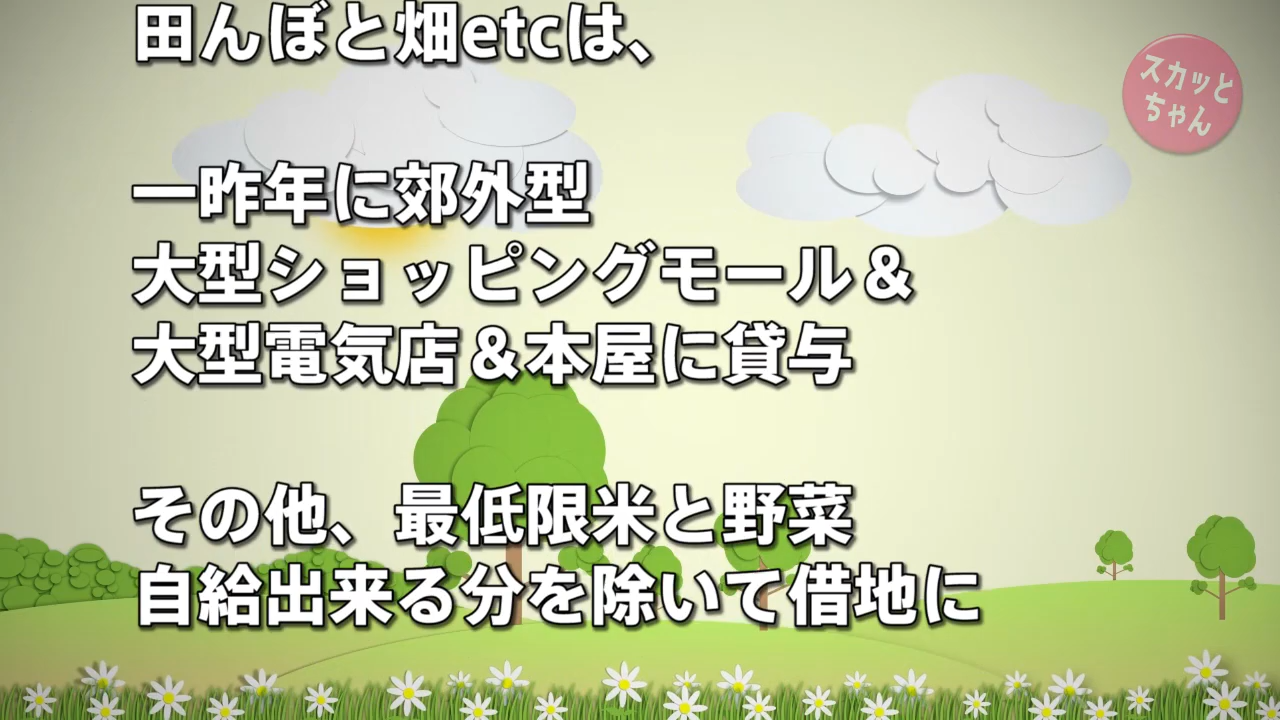 田んぼと畑etcは、
一昨年に郊外型
大型ショッピングモール＆
大型電気店＆本屋に貸与
その他、最低限米と野菜
自給出来る分を除いて借地に
スカッと
ちゃん